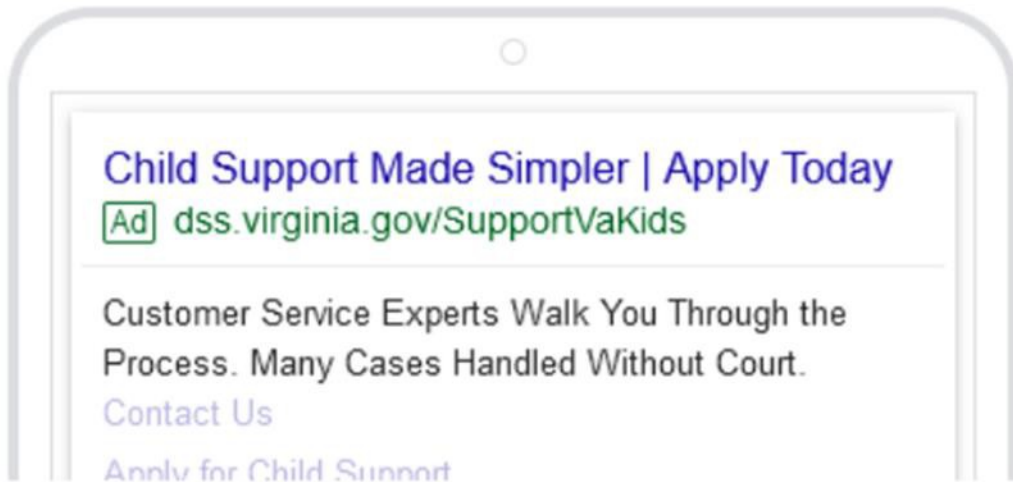 Child Support Made Simpler | Apply Today
Ad dss.virginia.gov/SupportVaKids
Customer Service Experts Walk You Through the
Process. Many Cases Handled Without Court.
Contact Us
Apply for Child Support